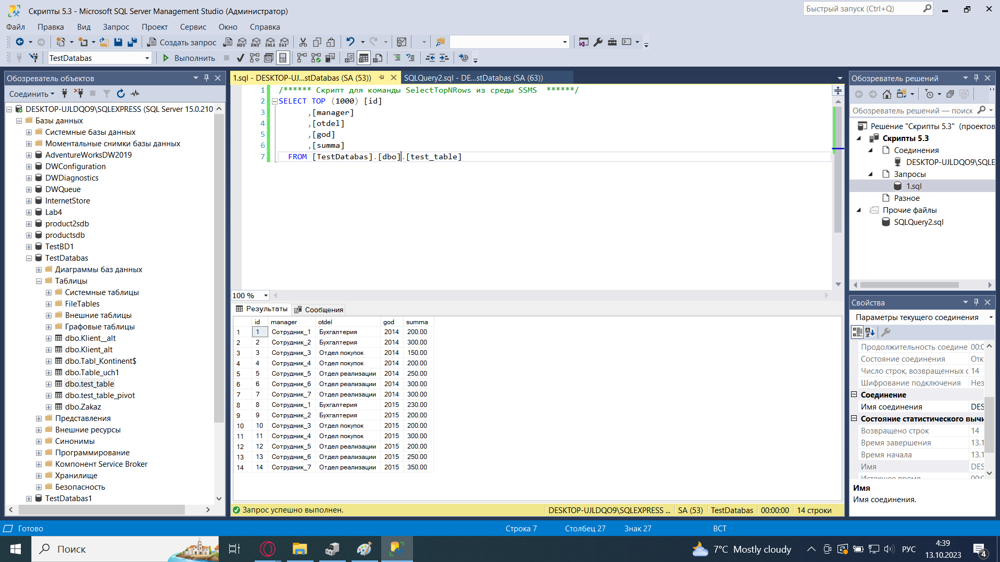 Скрипты 5.3 - Microsoft SQL Server Management Studio (Администратор)
Быстрый запуск (Ctrl+Q)
Файл Правка Вид Запрос Проект Сервис Окно Справка
Создать запрос
MDX DMX XMLA DAX
TestDatabas
Выполнить
Обозреватель объектов
Соединить
DESKTOP-UJLDQO9\SQLEXPRESS (SQL Server 15.0.210
Базы данных
Системные базы данных
Моментальные снимки базы данных
AdventureWorksDW2019
DWConfiguration
DWDiagnostics
DWQueue
InternetStore
Lab4
product2sdb
productsdb
TestBD1
TestDatabas
Диаграммы баз данных
Таблицы
Системные таблицы
FileTables
Внешние таблицы
Графовые таблицы
dbo.Klient__alt
dbo.Klient_alt
dbo.Tabl_Kontinent$
dbo.Table_uch1
dbo.test_table
dbo.test_table_pivot
dbo.Zakaz
Представления
Внешние ресурсы
Синонимы
Программирование
Компонент Service Broker
Хранилище
Безопасность
TestDatabas1
1.sql - DESKTOP-UJ...stDatabas (SA (53))
SQLQuery2.sql - DE...stDatabas (SA (63))
1 /****** Скрипт для команды SelectTopNRows из среды SSMS ******/
2 SELECT TOP (1000) [id]
3 ,[manager]
4 ,[otdel]
5 ,[god]
6 ,[summa]
7 FROM [TestDatabas].[dbo].[test_table]
100 %
Результаты Сообщения
id manager otdel god summa
1 1 Сотрудник_1 Бухгалтерия 2014 200.00
2 2 Сотрудник_2 Бухгалтерия 2014 300.00
3 3 Сотрудник_3 Отдел покупок 2014 150.00
4 4 Сотрудник_4 Отдел покупок 2014 200.00
5 5 Сотрудник_5 Отдел реализации 2014 250.00
6 6 Сотрудник_6 Отдел реализации 2014 300.00
7 7 Сотрудник_7 Отдел реализации 2014 300.00
8 8 Сотрудник_1 Бухгалтерия 2015 230.00
9 9 Сотрудник_2 Бухгалтерия 2015 200.00
10 10 Сотрудник_3 Отдел покупок 2015 200.00
11 11 Сотрудник_4 Отдел покупок 2015 300.00
12 12 Сотрудник_5 Отдел реализации 2015 200.00
13 13 Сотрудник_6 Отдел реализации 2015 250.00
14 14 Сотрудник_7 Отдел реализации 2015 350.00
Запрос успешно выполнен.
DESKTOP-UJLDQO9\SQLEXPRESS ... SA (53) TestDatabas 00:00:00 14 строки
Обозреватель решений
Обозреватель решений — поиск
Решение "Скрипты 5.3" (проектов
Скрипты 5.3
Соединения
DESKTOP-UJLDQO9\SQLE
Запросы
1.sql
Разное
Прочие файлы
SQLQuery2.sql
Свойства
Параметры текущего соединения
Продолжительность соедине 00:0
Состояние соединения Отк
Число строк, возвращенных с 14
Шифрование подключения Нез
Соединение
Имя соединения DES
Состояние статистического вычи
Возвращено строк 14
Время завершения 13.1
Время начала 13.1
Имя DES
Истекшее время 00:0
Имя
Имя соединения.
Готово
Строка 7 Столбец 27 Знак 27 ВСТ
Поиск
7°C Mostly cloudy
РУС
4:39
13.10.2023
4